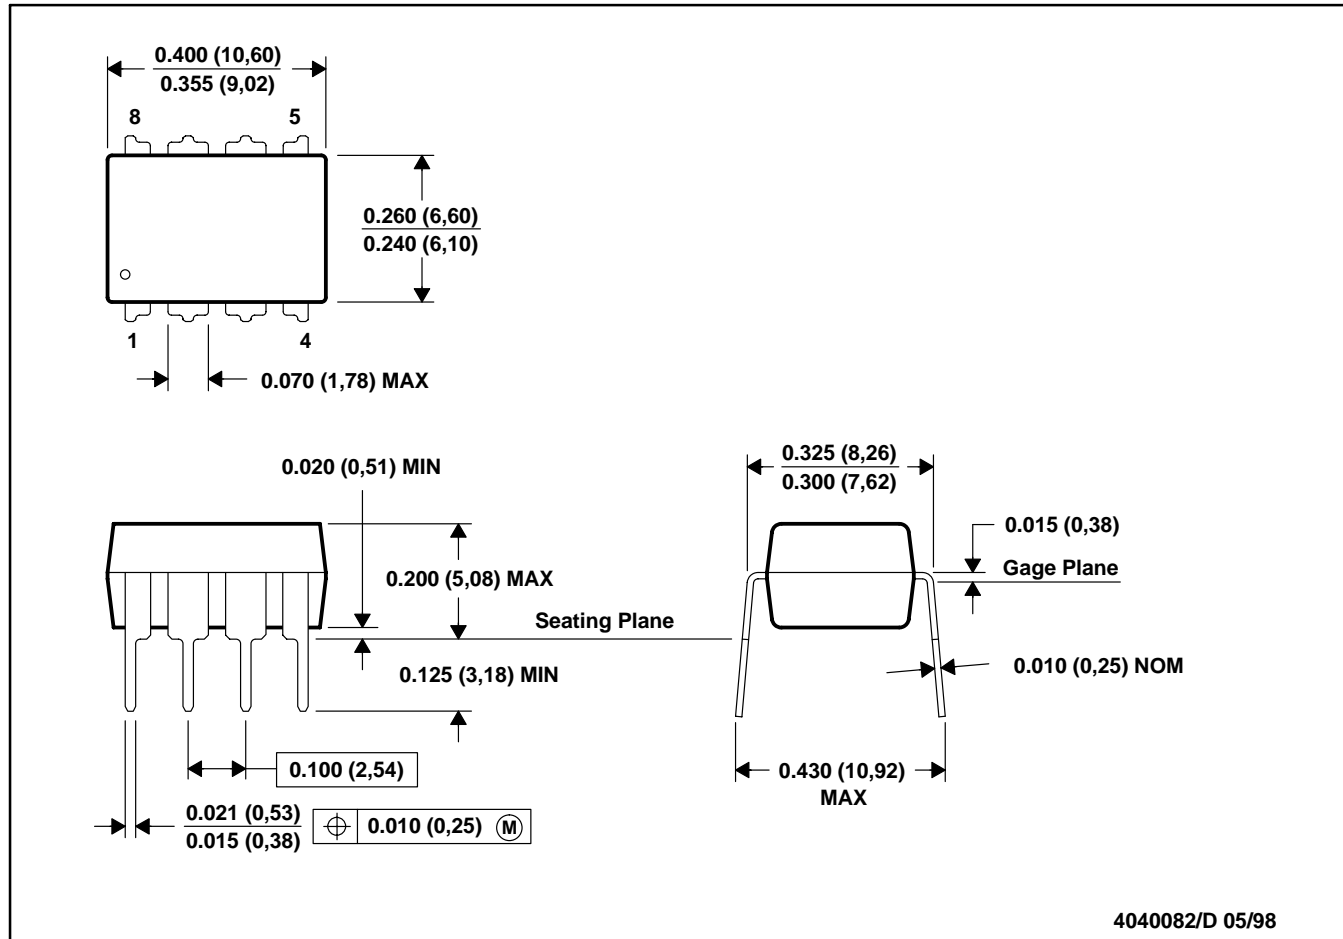 0.400 (10,60)
0.355 (9,02)
8
5
0.260 (6,60)
0.240 (6,10)
1
4
0.070 (1,78) MAX
0.020 (0,51) MIN
0.325 (8,26)
0.300 (7,62)
0.015 (0,38)
0.200 (5,08) MAX
Gage Plane
Seating Plane
0.125 (3,18) MIN
0.010 (0,25) NOM
0.100 (2,54)
0.430 (10,92)
MAX
0.021 (0,53)
0.015 (0,38)
0.010 (0,25) M
4040082/D 05/98